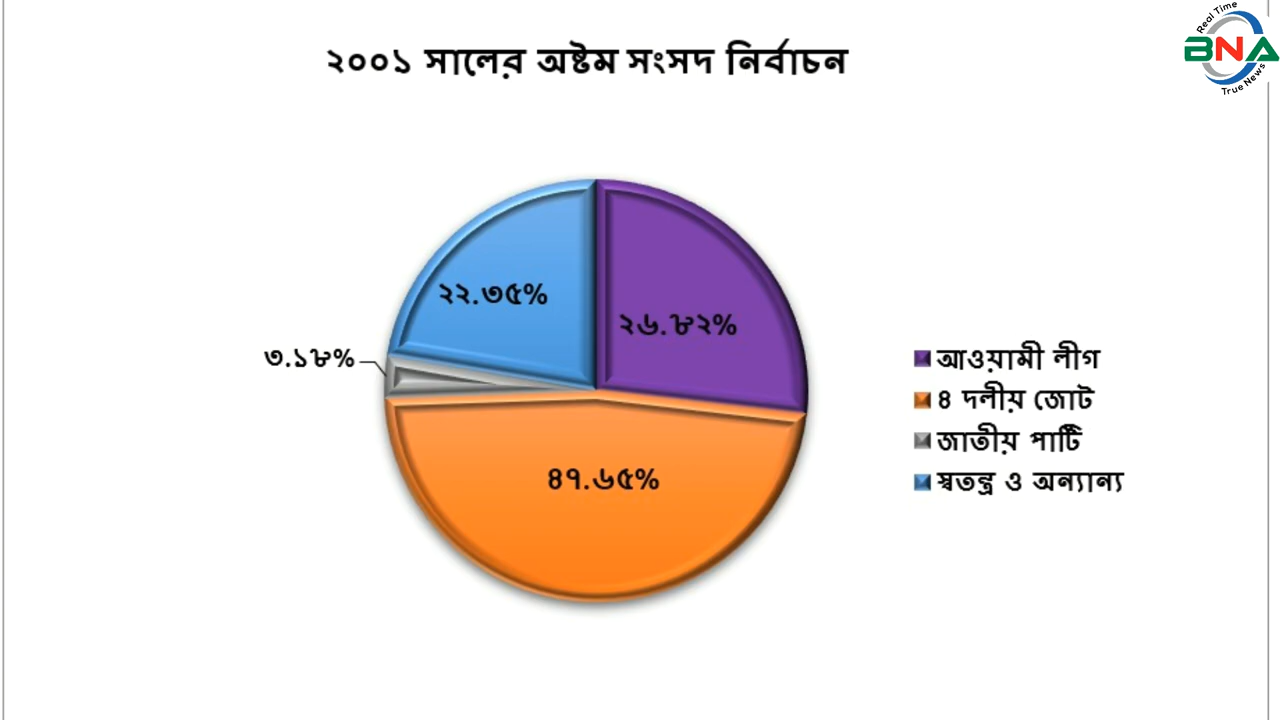 Real Time
BNA
True News
২০০১ সালের অষ্টম সংসদ নির্বাচন
২২.৩৫%
২৬.৮২%
৩.১৮%
৪৭.৬৫%
আওয়ামী লীগ
৪ দলীয় জোট
জাতীয় পার্টি
স্বতন্ত্র ও অন্যান্য